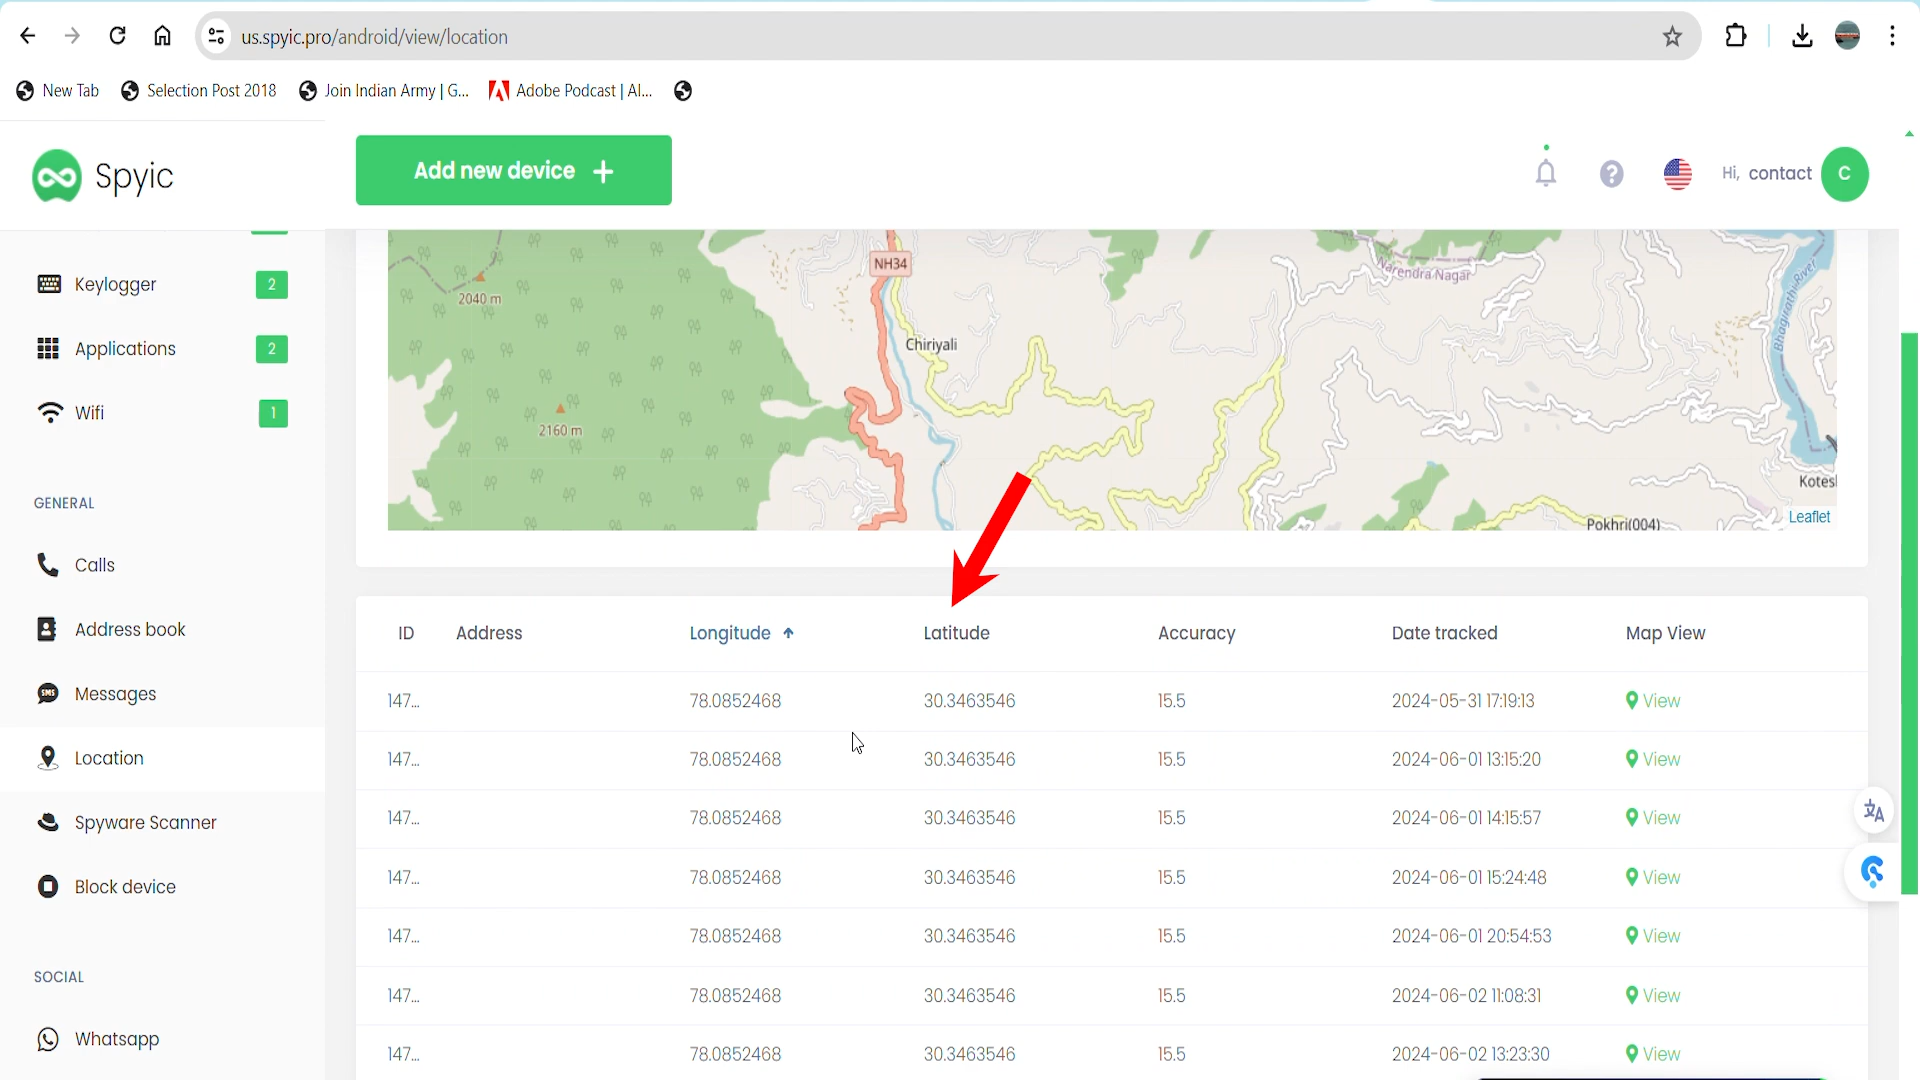 us.spyic.pro/android/view/location
New Tab
Selection Post 2018
Join Indian Army | G...
Adobe Podcast | AI...
Spyic
Add new device +
?
Hi, contact
C
Keylogger 2
Applications 2
Wifi 1
GENERAL
Calls
Address book
SMS Messages
Location
Spyware Scanner
Block device
SOCIAL
Whatsapp
NH34
Narendra Nagar
2040 m
Chiriyali
Bhagirathi River
2160 m
Kotesl
Pokhri(004)
Leaflet
ID Address Longitude Latitude Accuracy Date tracked Map View
147... 78.0852468 30.3463546 15.5 2024-05-31 17:19:13 View
147... 78.0852468 30.3463546 15.5 2024-06-01 13:15:20 View
147... 78.0852468 30.3463546 15.5 2024-06-01 14:15:57 View
147... 78.0852468 30.3463546 15.5 2024-06-01 15:24:48 View
147... 78.0852468 30.3463546 15.5 2024-06-01 20:54:53 View
147... 78.0852468 30.3463546 15.5 2024-06-02 11:08:31 View
147... 78.0852468 30.3463546 15.5 2024-06-02 13:23:30 View
文A